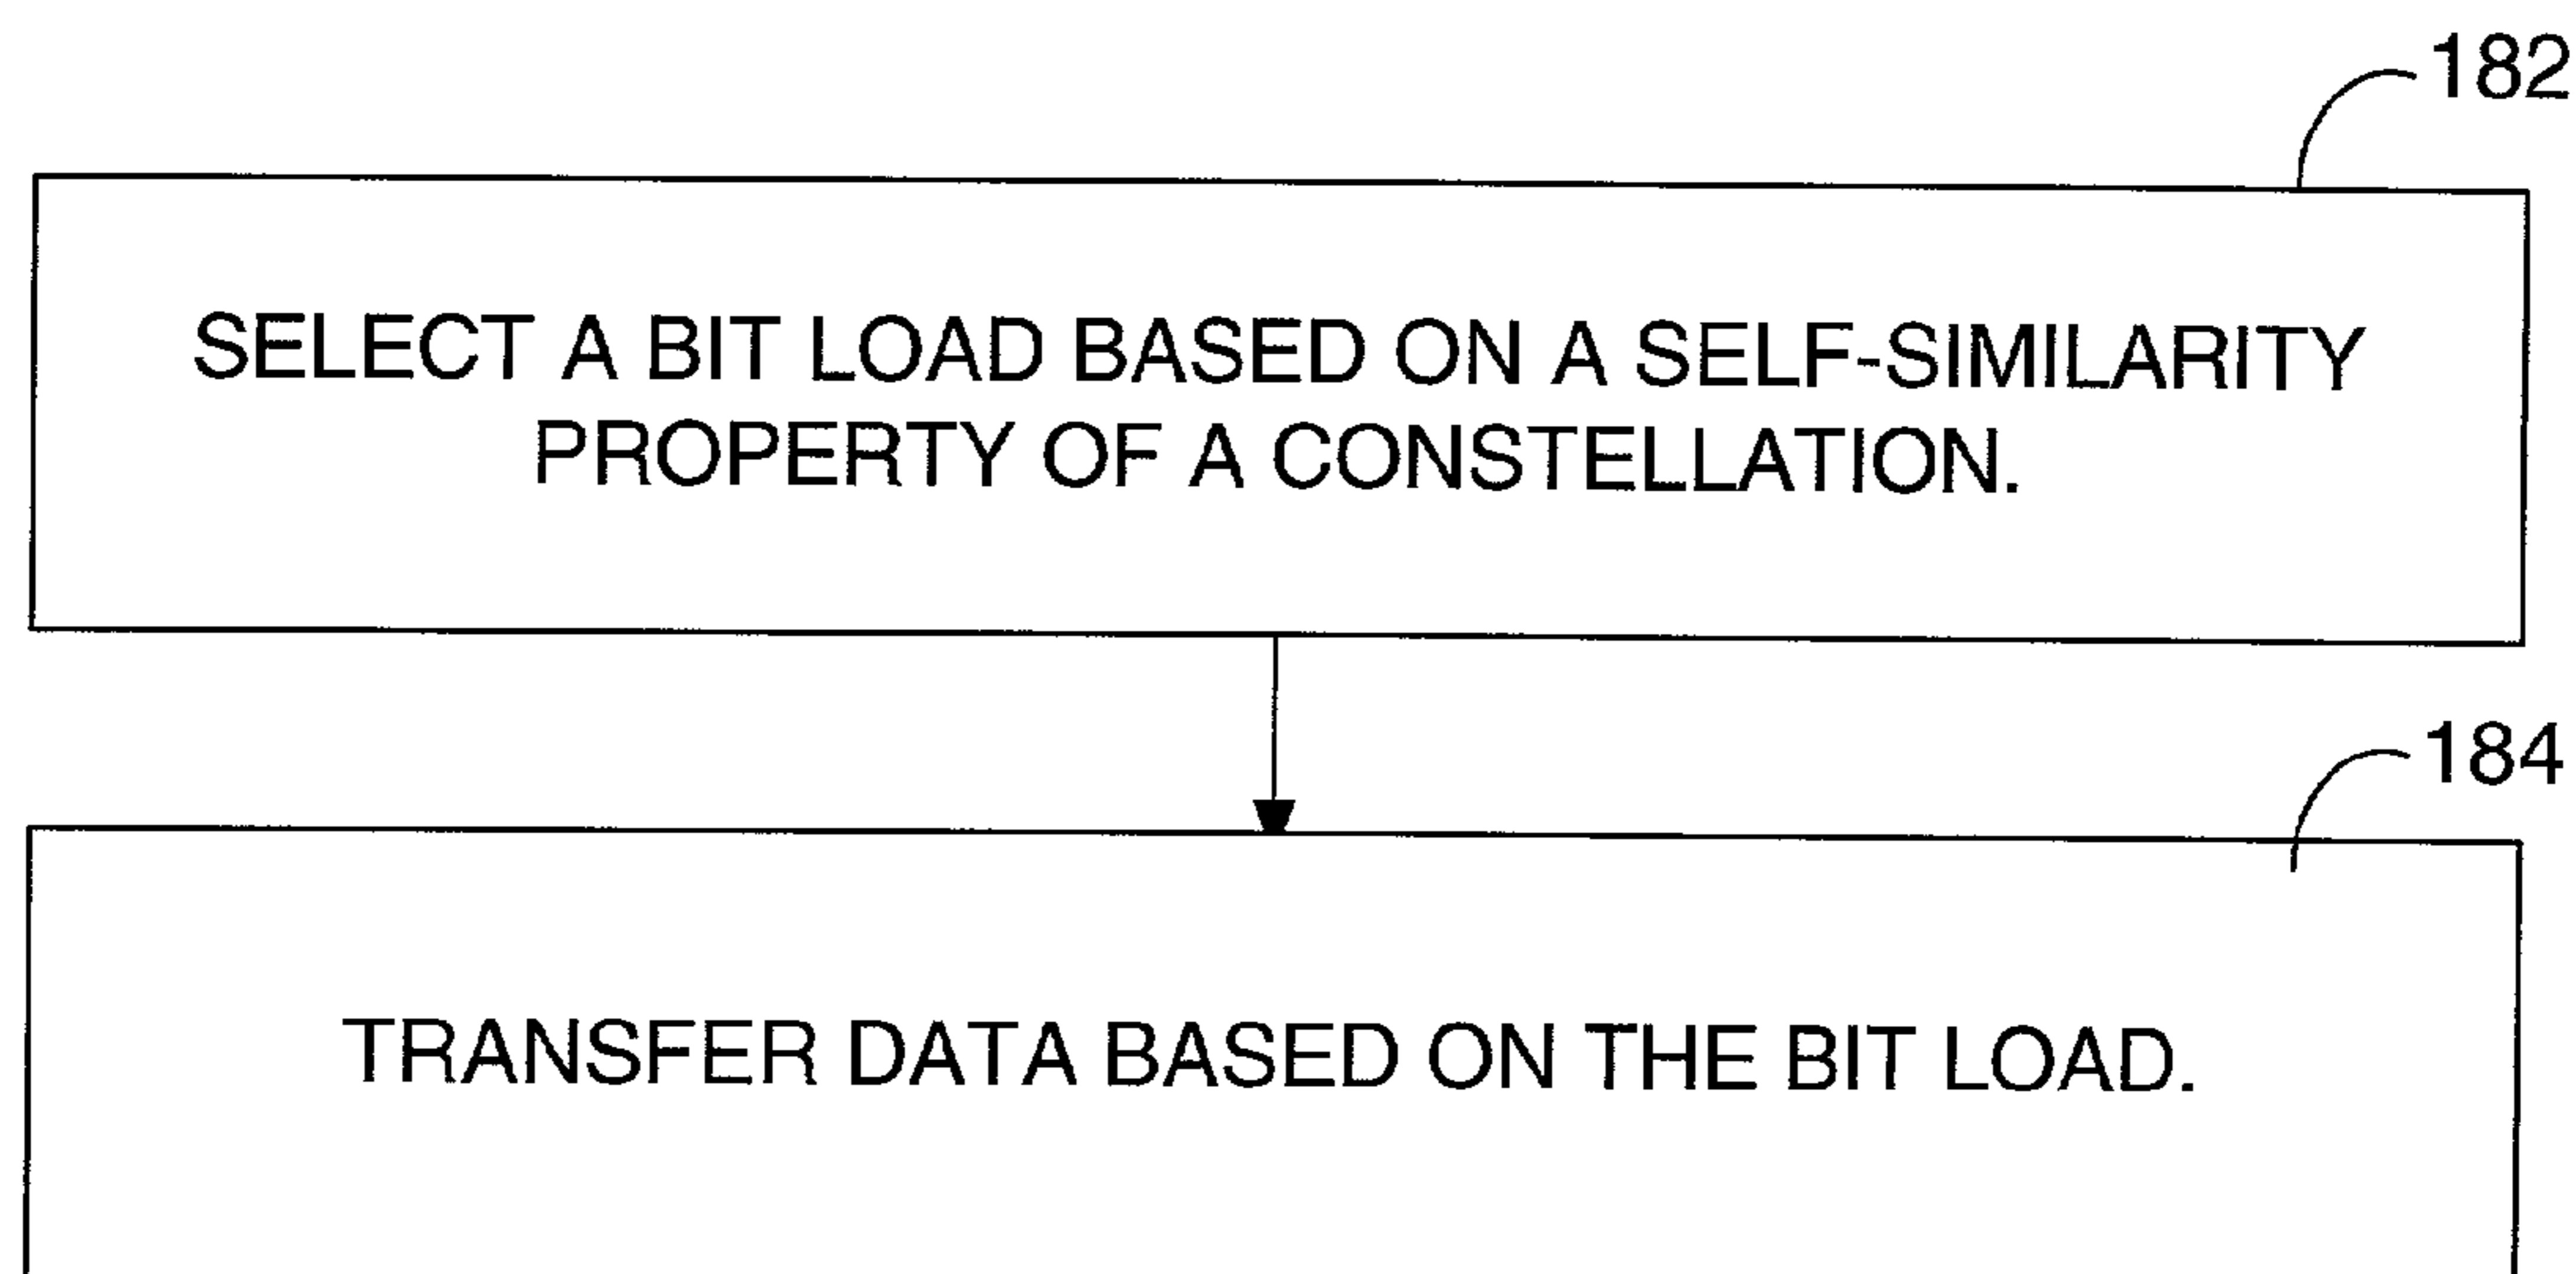 182
SELECT A BIT LOAD BASED ON A SELF-SIMILARITY
PROPERTY OF A CONSTELLATION.
184
TRANSFER DATA BASED ON THE BIT LOAD.